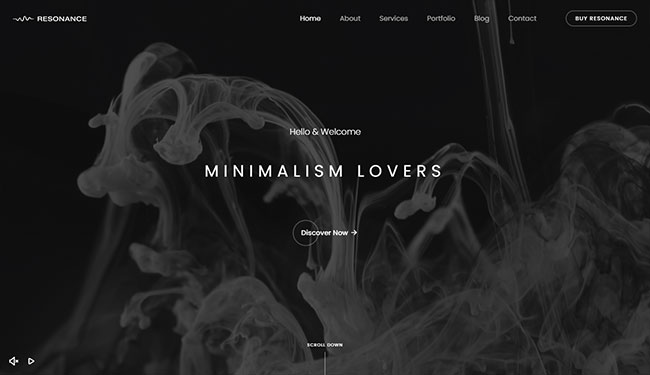 RESONANCE
Home About Services Portfolio Blog Contact BUY RESONANCE
Hello & Welcome
MINIMALISM LOVERS
Discover Now
SCROLL DOWN